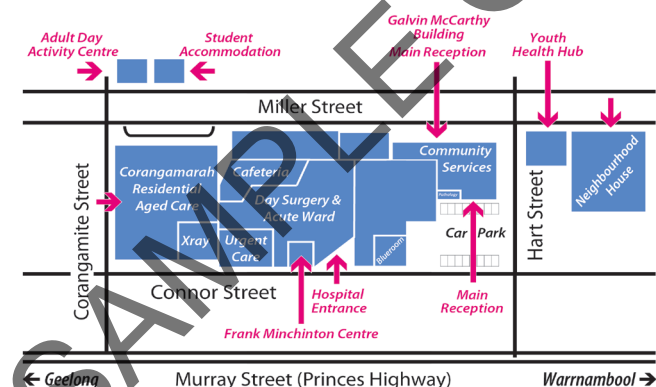 Galvin McCarthy
Building
Main Reception
Adult Day
Activity Centre
Student
Accommodation
Youth
Health Hub
Miller Street
Corangamite Street
Corangamarah
Residential
Aged Care
Cafeteria
Day Surgery &
Acute Ward
Xray
Urgent
Care
Blueroom
Community
Services
Pathology
Car Park
Hart Street
Neighbourhood
House
Connor Street
Hospital
Entrance
Main
Reception
Frank Minchinton Centre
← Geelong
Murray Street (Princes Highway)
Warrnambool →
SAMPLE